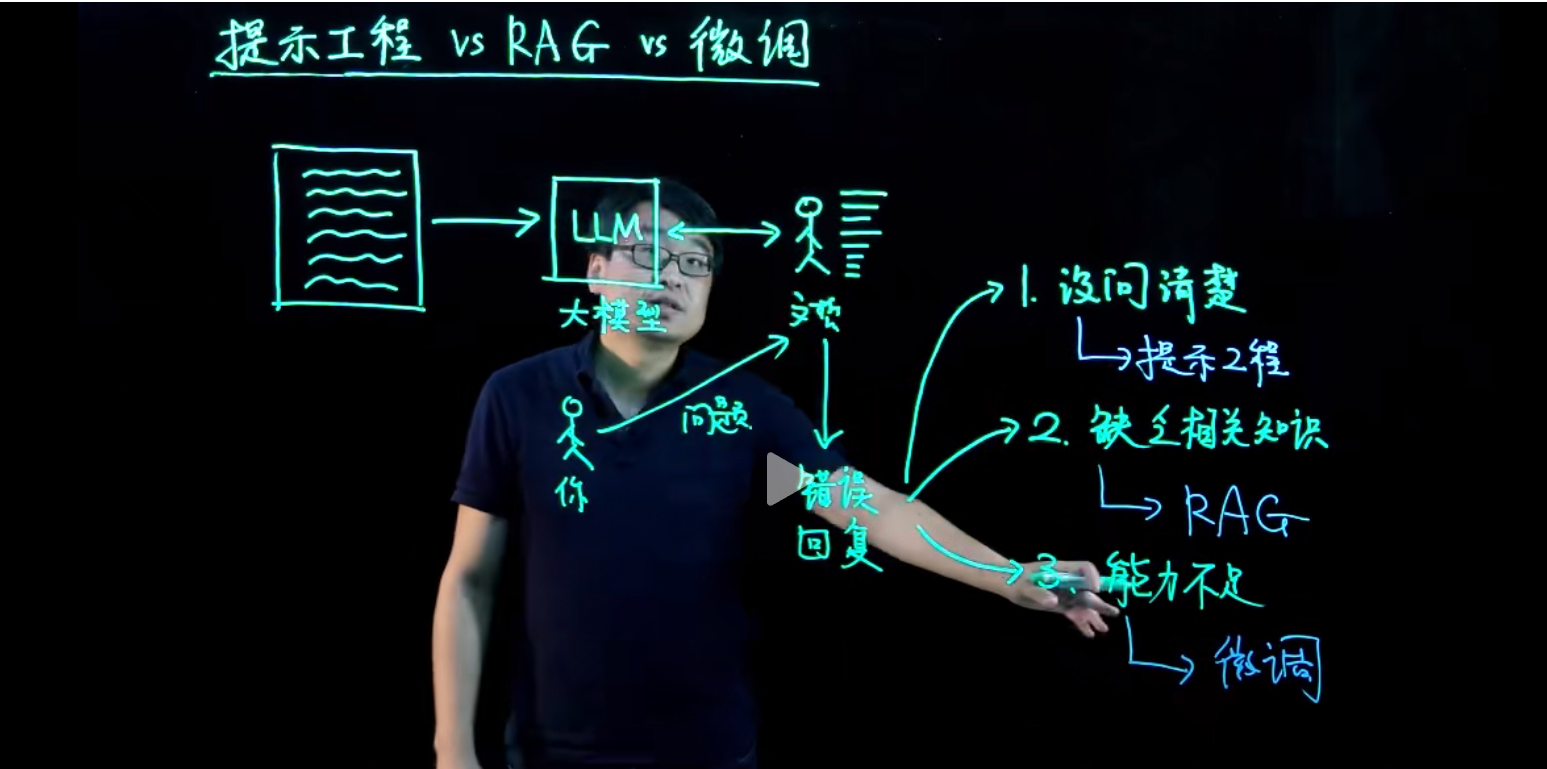 提示工程 vs RAG vs 微调
LLM
大模型
文哲
1. 没问清楚
提示工程
问题
你
2. 缺乏相关知识
错误
回复
RAG
3. 能力不足
微调